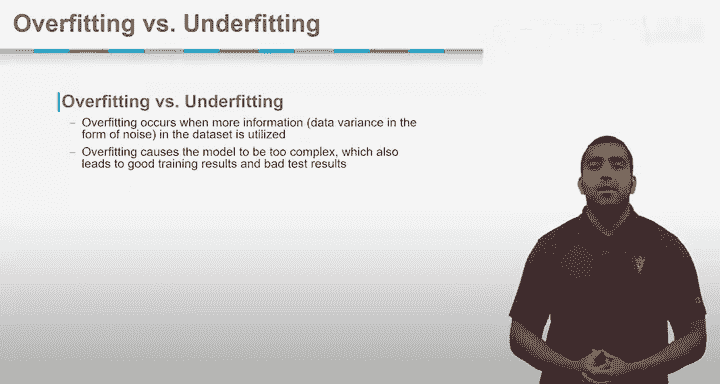 Overfitting vs. Underfitting
Overfitting vs. Underfitting
– Overfitting occurs when more information (data variance in the
form of noise) in the dataset is utilized
– Overfitting causes the model to be too complex, which also
leads to good training results and bad test results